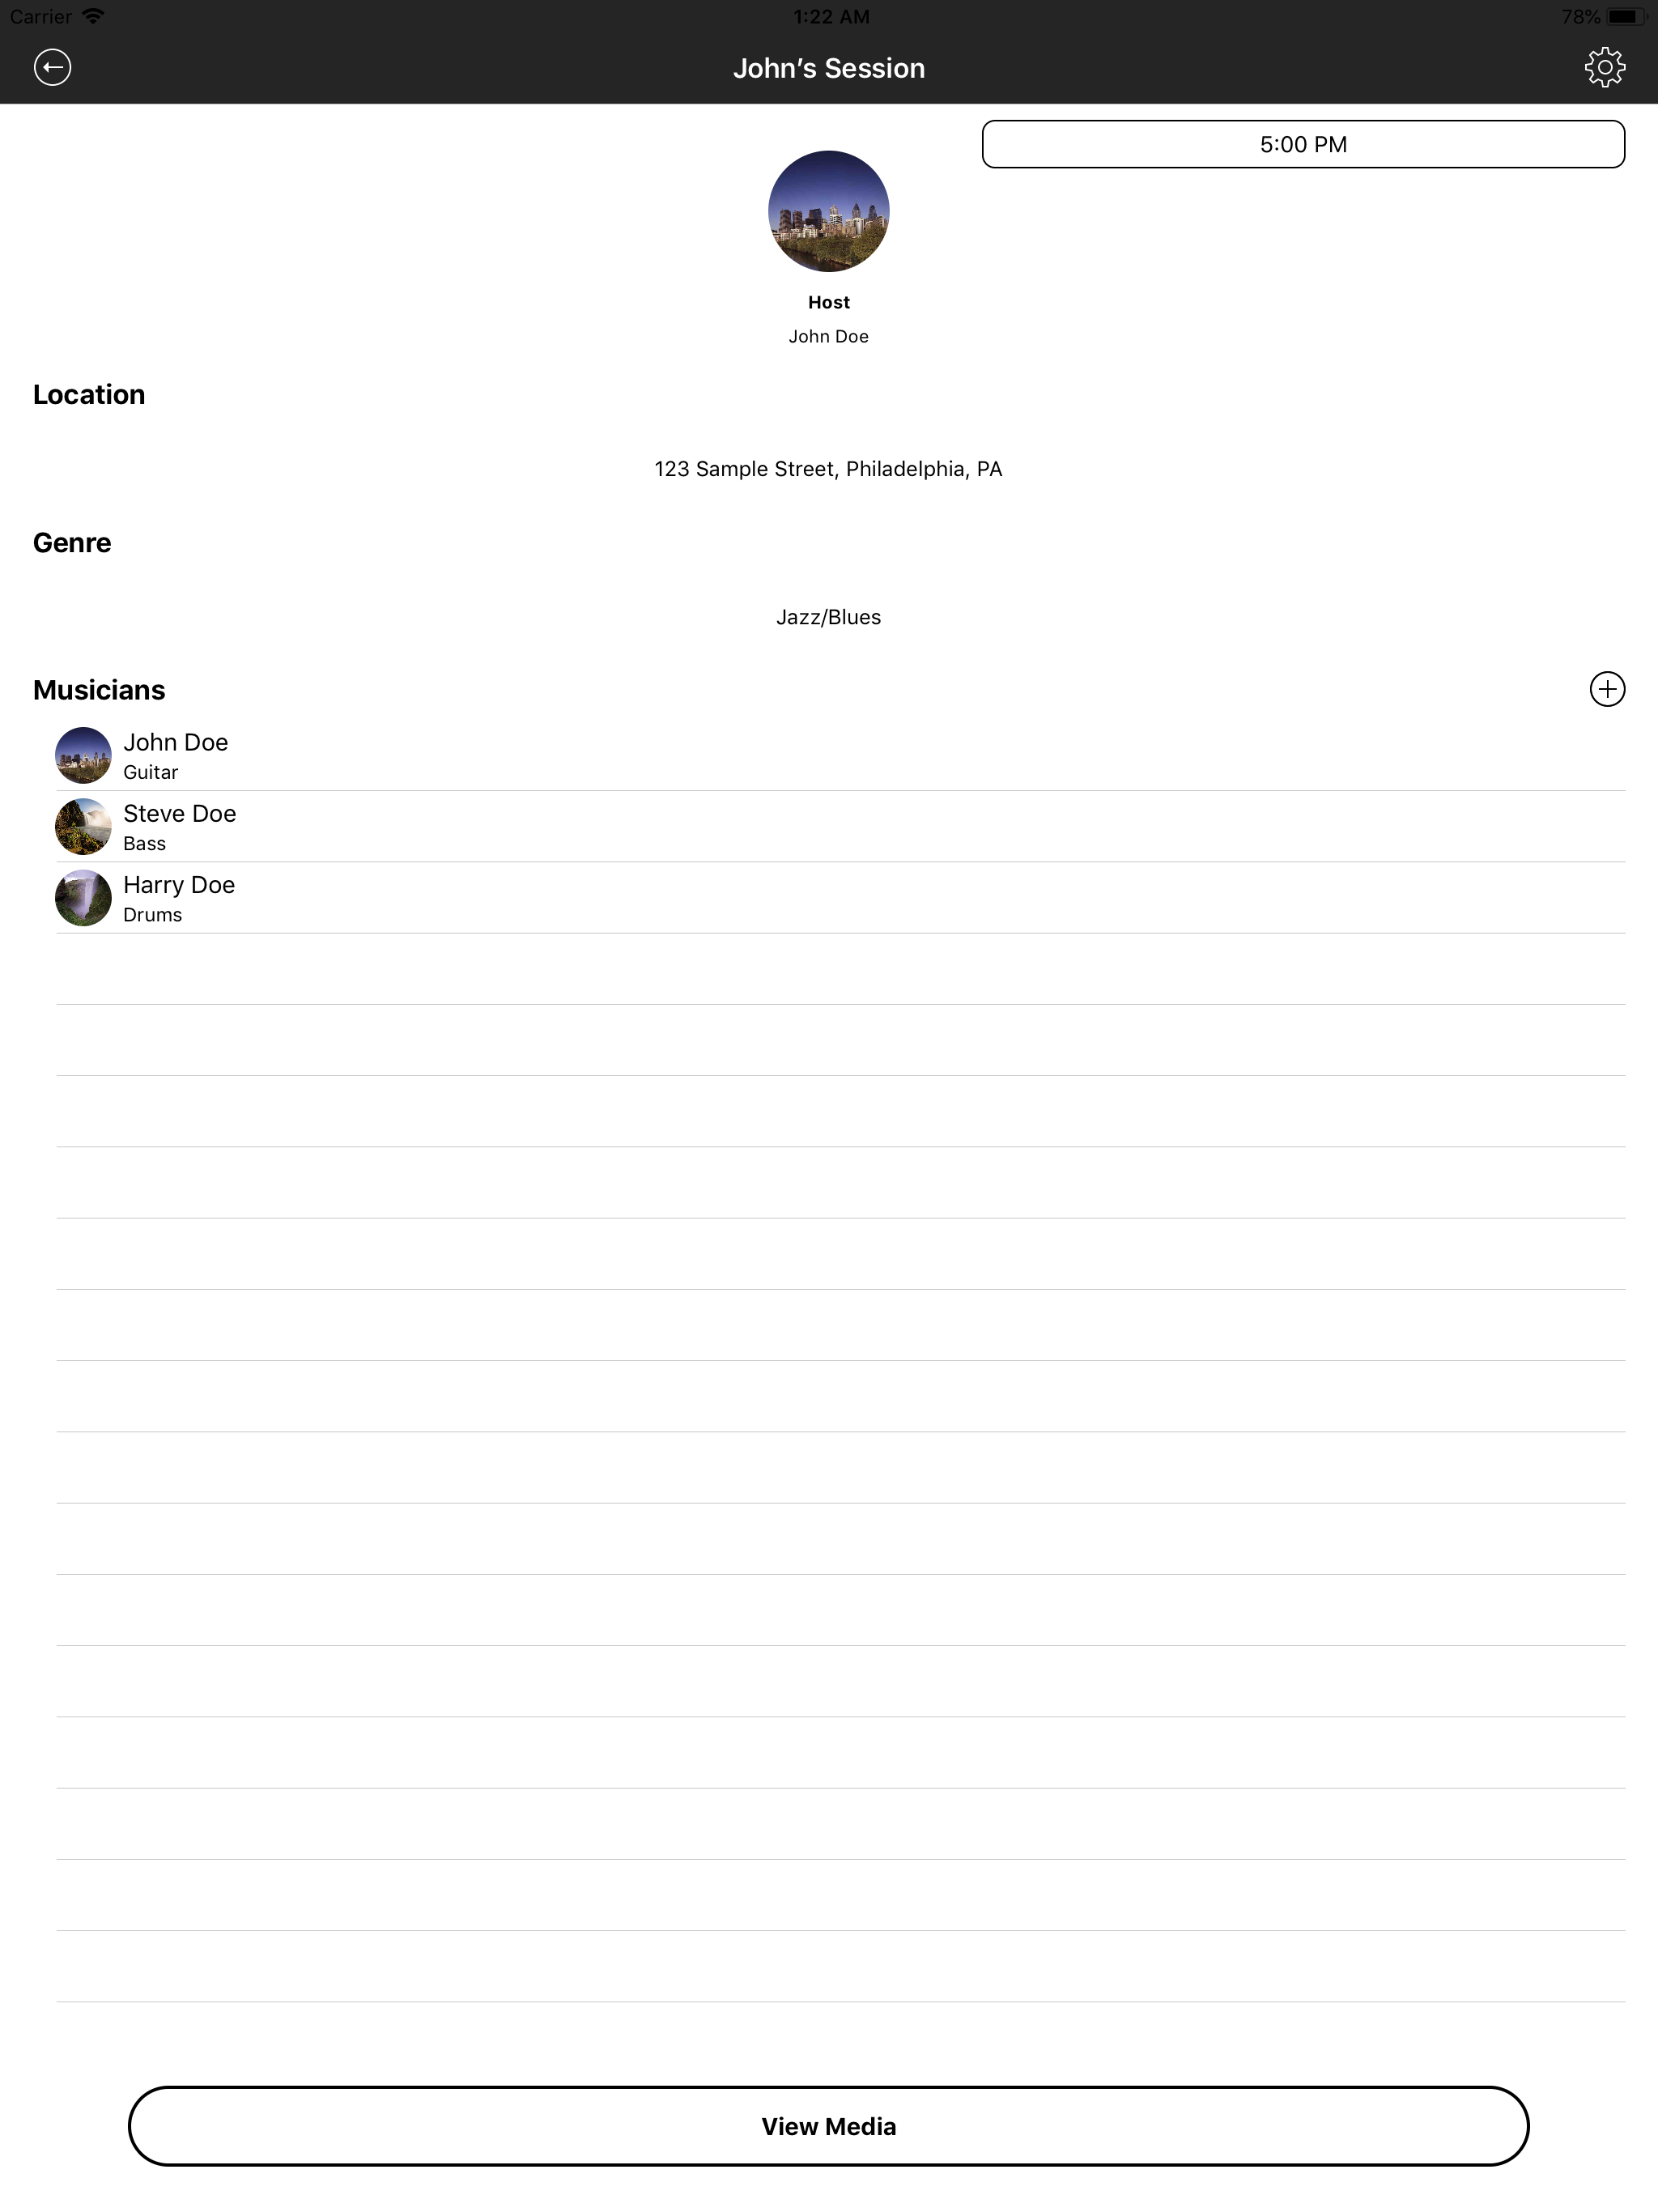 Carrier
1:22 AM
78%
John’s Session
5:00 PM
Host
John Doe
Location
123 Sample Street, Philadelphia, PA
Genre
Jazz/Blues
Musicians
John Doe
Guitar
Steve Doe
Bass
Harry Doe
Drums
View Media